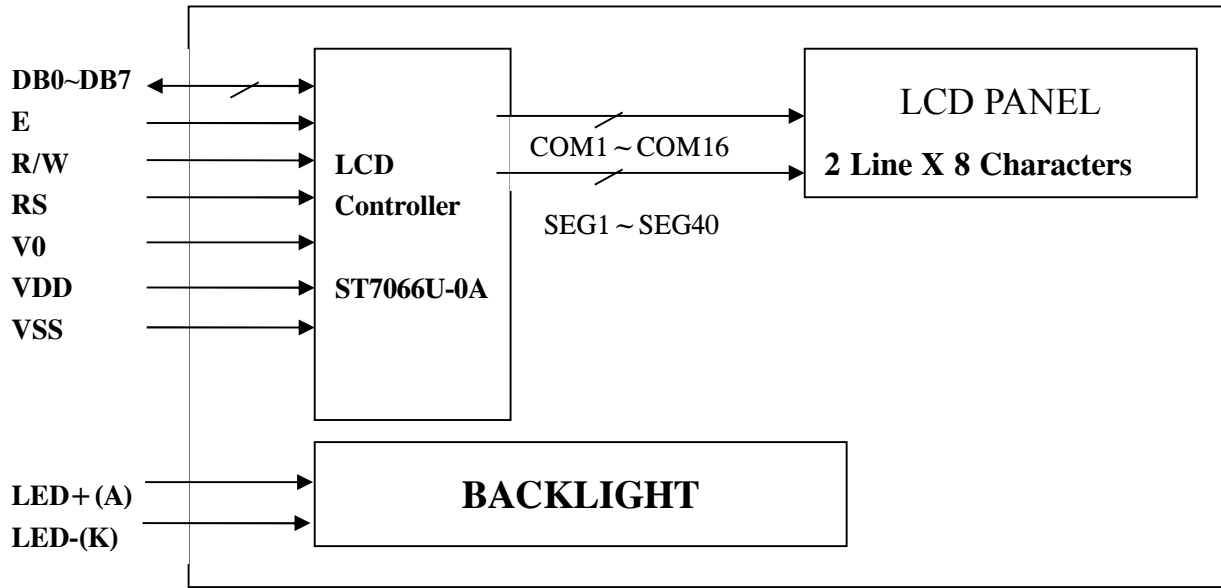 DB0~DB7
E
R/W
RS
V0
VDD
VSS
LED+(A)
LED-(K)
LCD
Controller
ST7066U-0A
COM1~COM16
SEG1~SEG40
LCD PANEL
2 Line X 8 Characters
BACKLIGHT